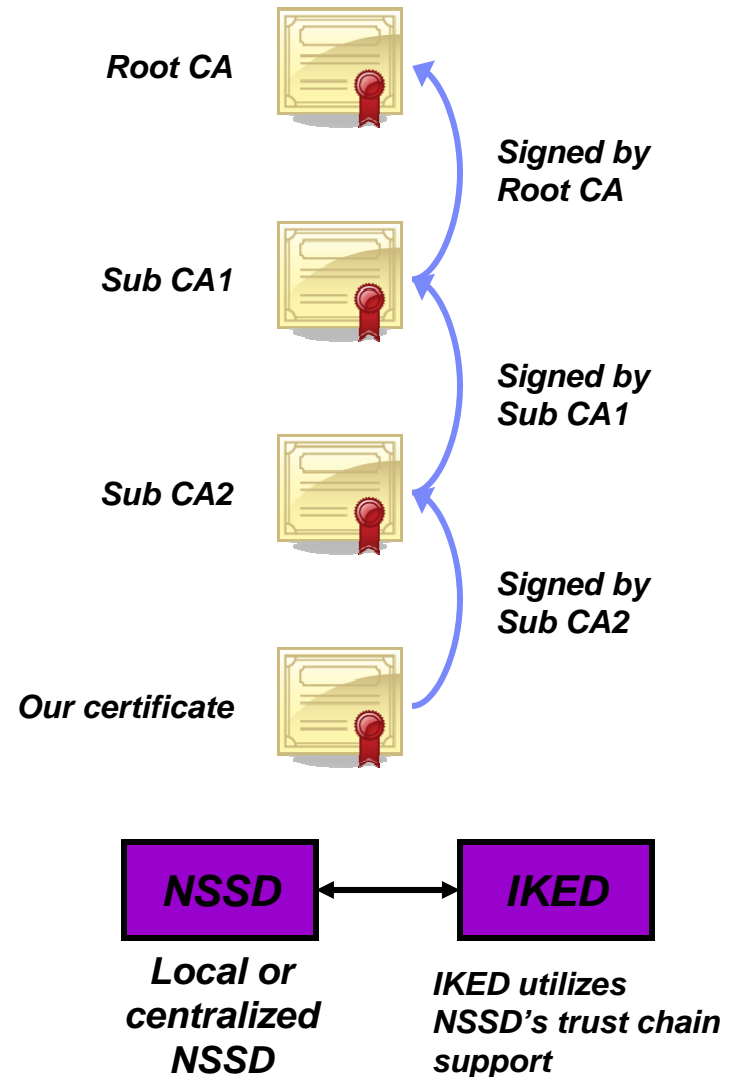 Root CA
Signed by
Root CA
Sub CA1
Signed by
Sub CA1
Sub CA2
Signed by
Sub CA2
Our certificate
NSSD
IKED
Local or
centralized
NSSD
IKED utilizes
NSSD’s trust chain
support